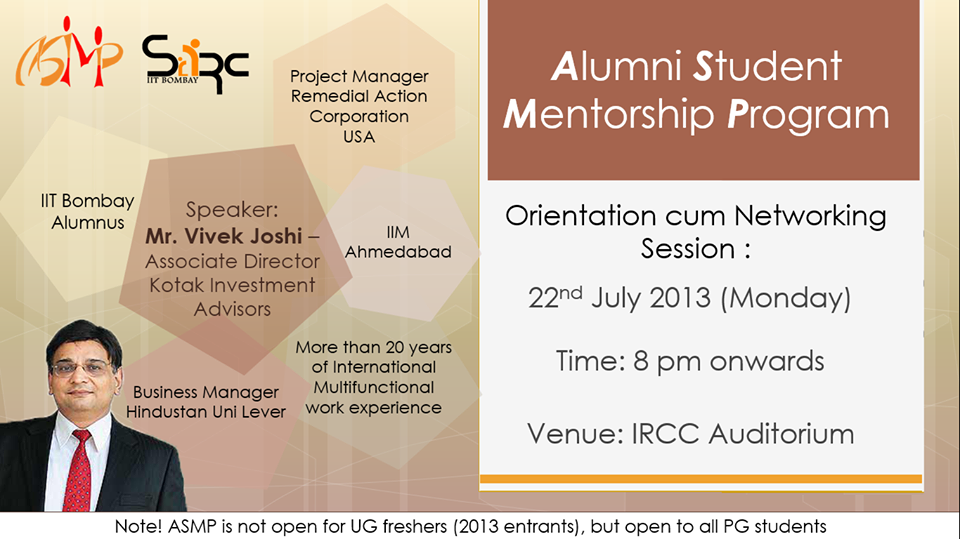 ASMP
SARC
IIT BOMBAY
Project Manager
Remedial Action
Corporation
USA
IIT Bombay
Alumnus
Speaker:
Mr. Vivek Joshi –
Associate Director
Kotak Investment
Advisors
IIM
Ahmedabad
Business Manager
Hindustan Uni Lever
More than 20 years
of International
Multifunctional
work experience
Alumni Student
Mentorship Program
Orientation cum Networking
Session :
22nd July 2013 (Monday)
Time: 8 pm onwards
Venue: IRCC Auditorium
Note! ASMP is not open for UG freshers (2013 entrants), but open to all PG students